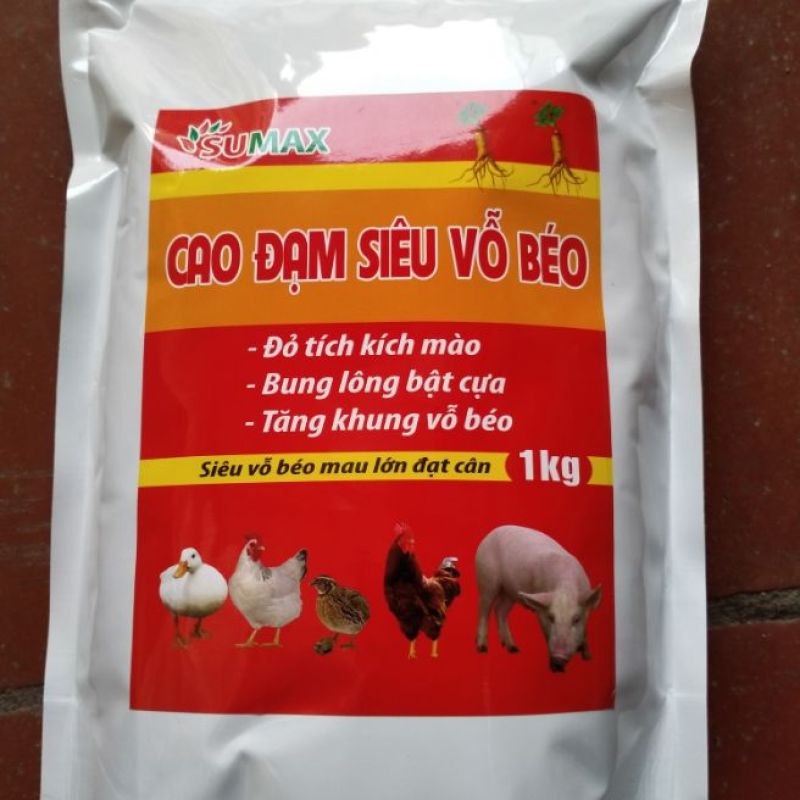 SUMAX
CAO ĐẠM SIÊU VỖ BÉO
- Đỏ tích kích mào
- Bung lông bật cựa
- Tăng khung vỗ béo
Siêu vỗ béo mau lớn đạt cân 1kg